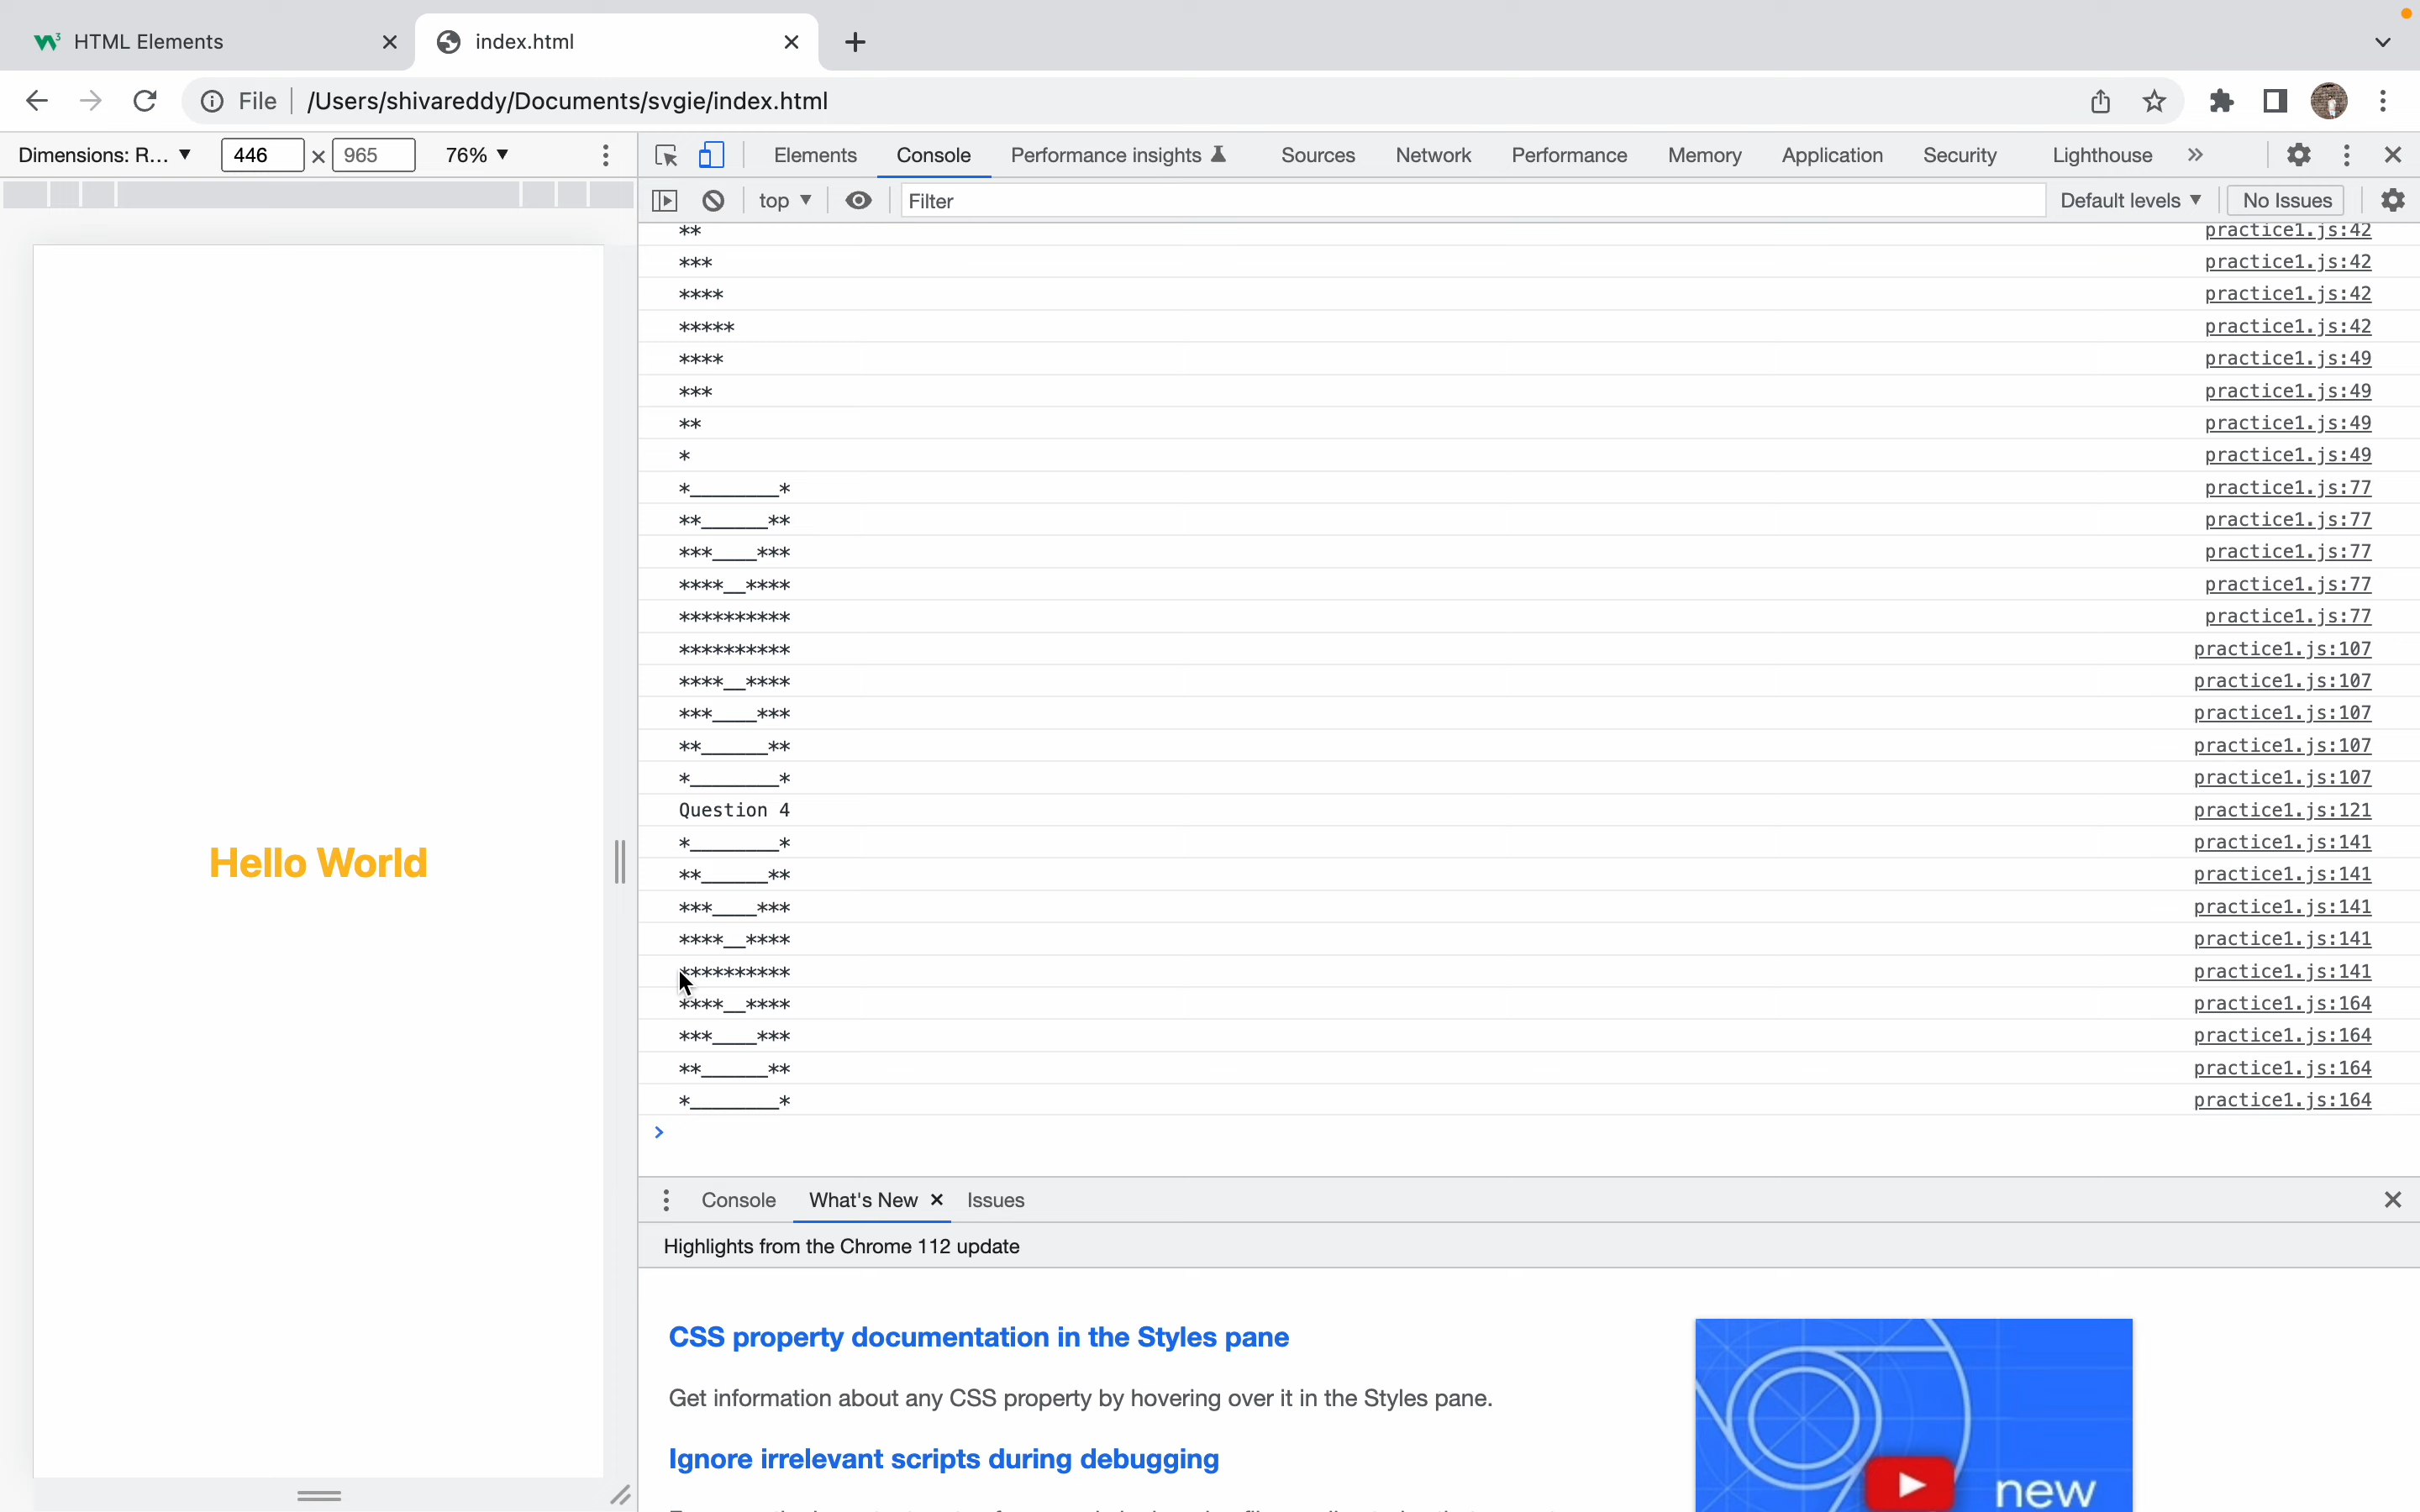 HTML Elements
index.html
File /Users/shivareddy/Documents/svgie/index.html
Dimensions: R... 446 × 965 76%
Elements Console Performance insights Sources Network Performance Memory Application Security Lighthouse
top Filter Default levels No Issues
** practice1.js:42
*** practice1.js:42
**** practice1.js:42
***** practice1.js:42
**** practice1.js:49
*** practice1.js:49
** practice1.js:49
* practice1.js:49
*________* practice1.js:77
**______** practice1.js:77
***____*** practice1.js:77
****__**** practice1.js:77
********** practice1.js:77
********** practice1.js:107
****__**** practice1.js:107
***____*** practice1.js:107
**______** practice1.js:107
*________* practice1.js:107
Question 4 practice1.js:121
*________* practice1.js:141
**______** practice1.js:141
***____*** practice1.js:141
****__**** practice1.js:141
********** practice1.js:141
****__**** practice1.js:164
***____*** practice1.js:164
**______** practice1.js:164
*________* practice1.js:164
Hello World
Console What's New Issues
Highlights from the Chrome 112 update
CSS property documentation in the Styles pane
Get information about any CSS property by hovering over it in the Styles pane.
Ignore irrelevant scripts during debugging
new